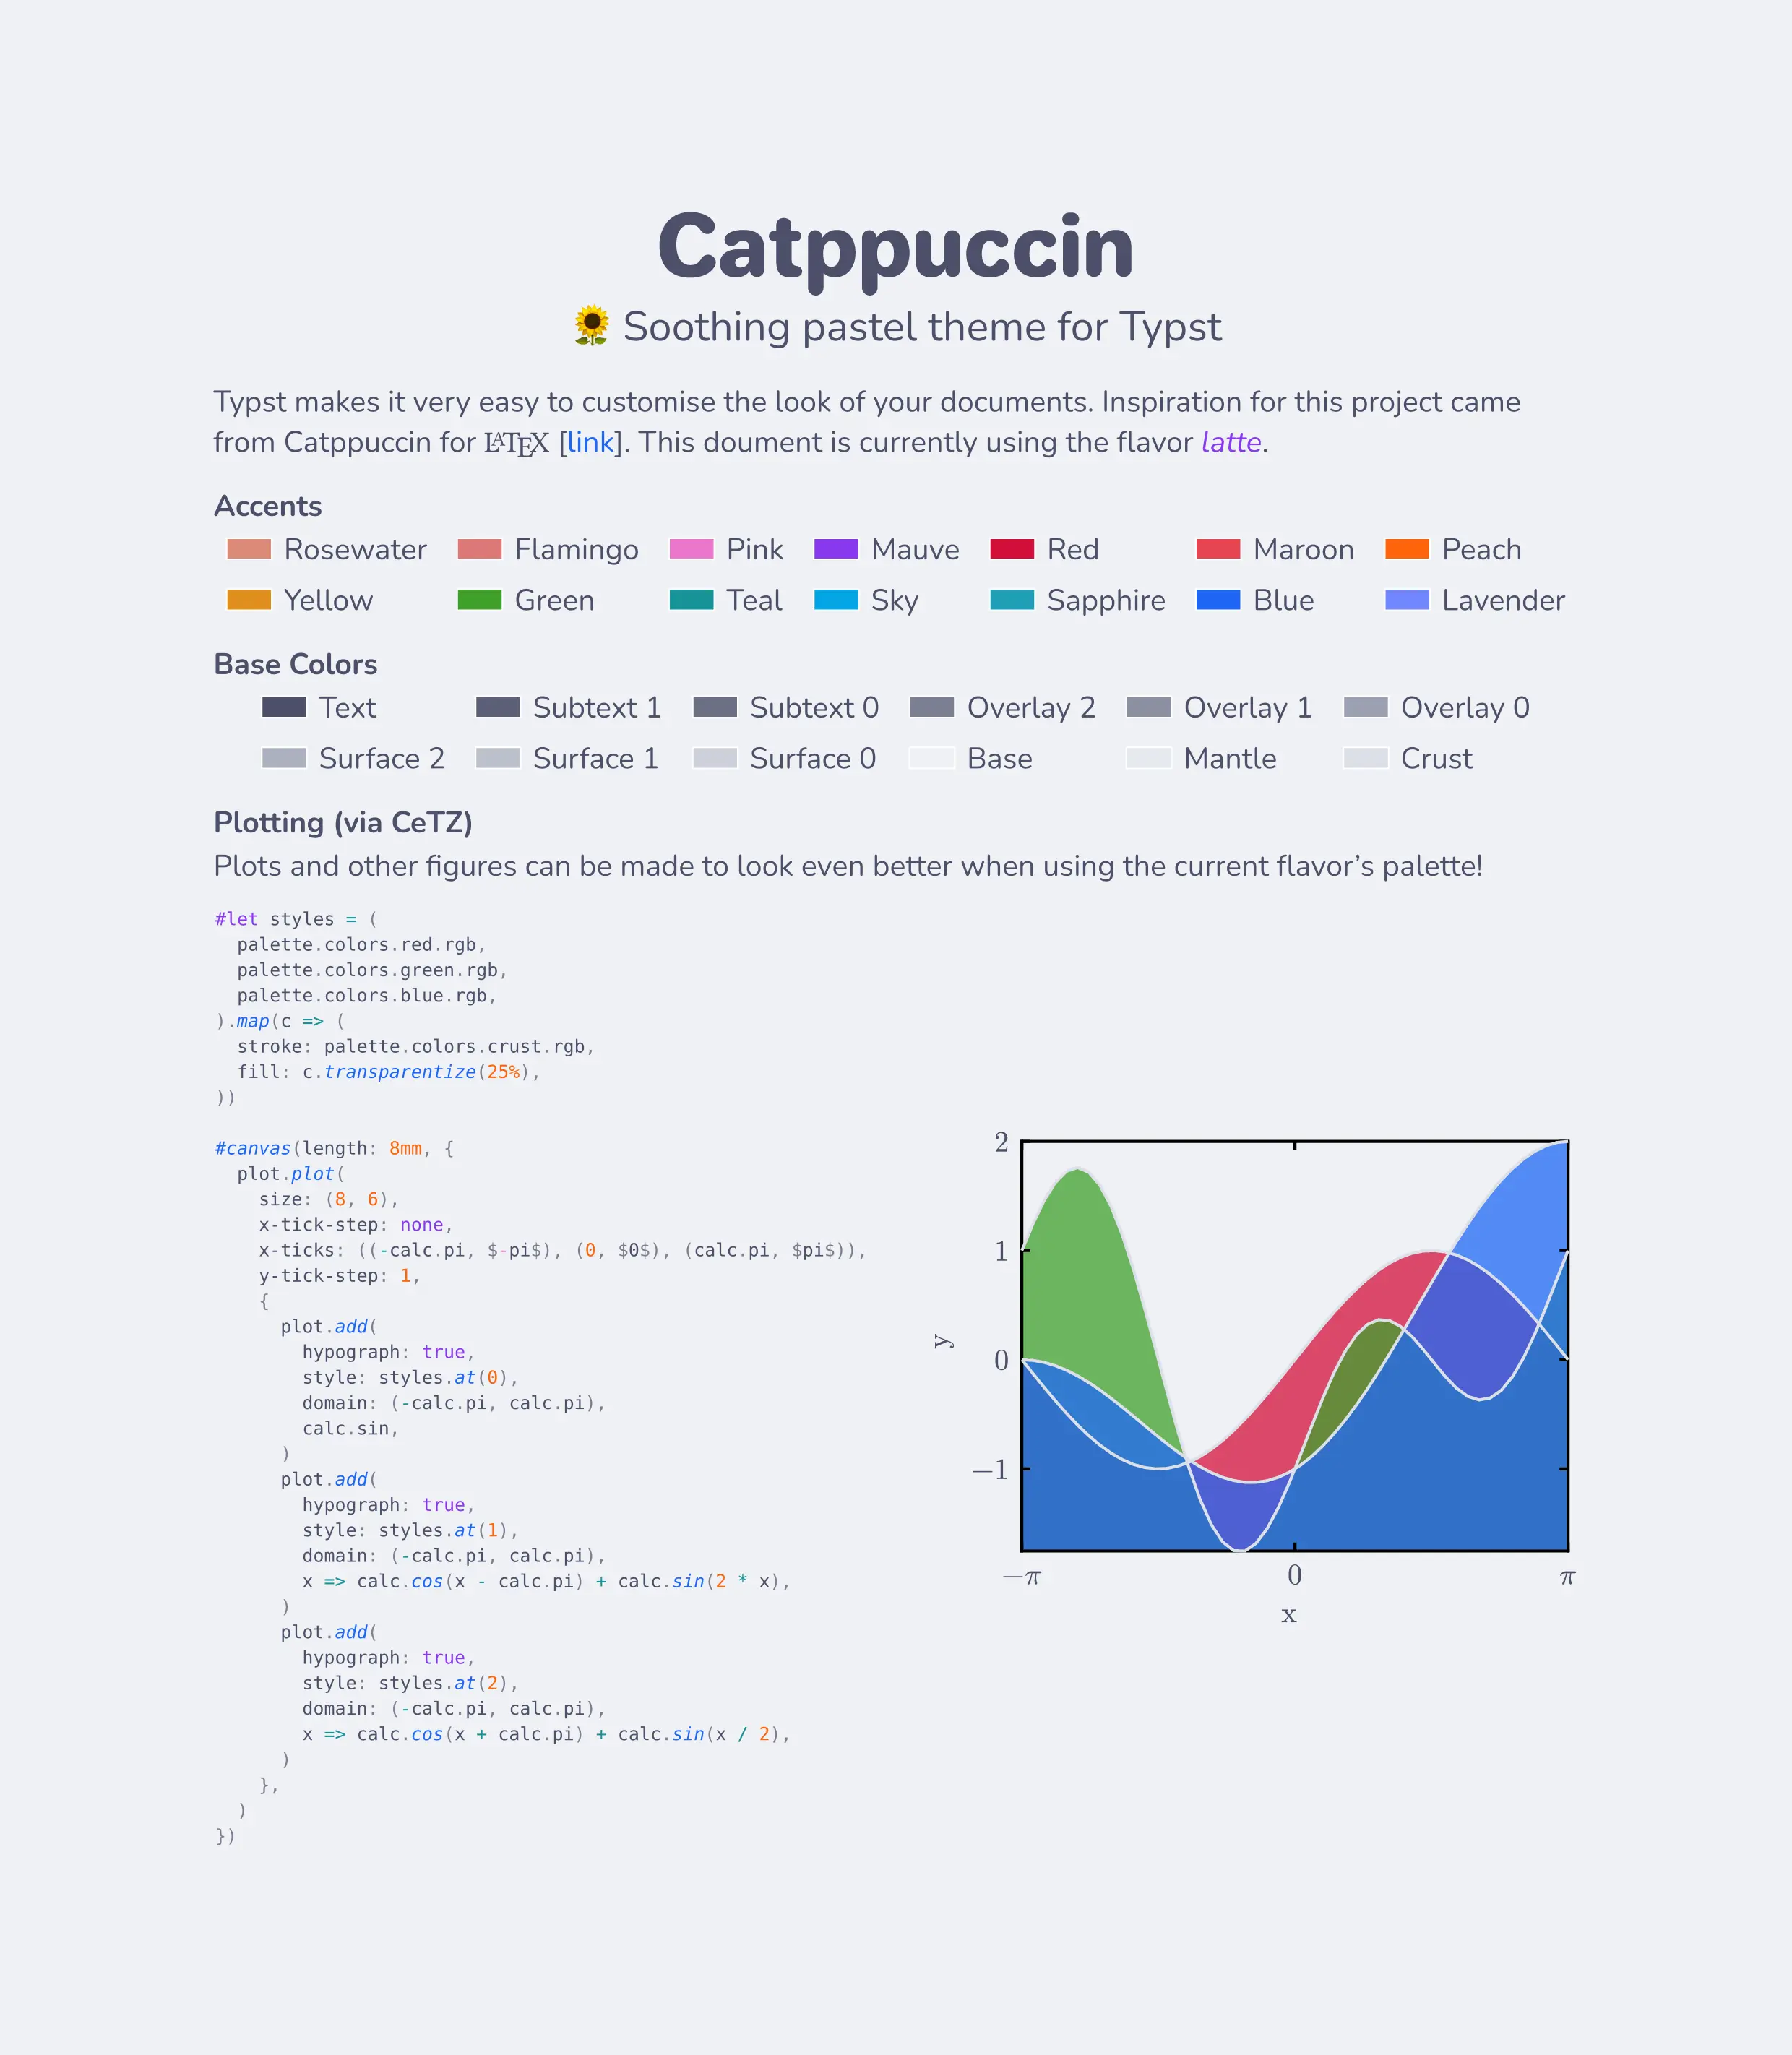 Catppuccin
🌻 Soothing pastel theme for Typst
Typst makes it very easy to customise the look of your documents. Inspiration for this project came
from Catppuccin for LATEX [link]. This doument is currently using the flavor latte.
Accents
Rosewater Flamingo Pink Mauve Red Maroon Peach
Yellow Green Teal Sky Sapphire Blue Lavender
Base Colors
Text Subtext 1 Subtext 0 Overlay 2 Overlay 1 Overlay 0
Surface 2 Surface 1 Surface 0 Base Mantle Crust
Plotting (via CeTZ)
Plots and other figures can be made to look even better when using the current flavor’s palette!
#let styles = (
  palette.colors.red.rgb,
  palette.colors.green.rgb,
  palette.colors.blue.rgb,
).map(c => (
  stroke: palette.colors.crust.rgb,
  fill: c.transparentize(25%),
))
#canvas(length: 8mm, {
  plot.plot(
    size: (8, 6),
    x-tick-step: none,
    x-ticks: ((-calc.pi, $-pi$), (0, $0$), (calc.pi, $pi$)),
    y-tick-step: 1,
    {
      plot.add(
        hypograph: true,
        style: styles.at(0),
        domain: (-calc.pi, calc.pi),
        calc.sin,
      )
      plot.add(
        hypograph: true,
        style: styles.at(1),
        domain: (-calc.pi, calc.pi),
        x => calc.cos(x - calc.pi) + calc.sin(2 * x),
      )
      plot.add(
        hypograph: true,
        style: styles.at(2),
        domain: (-calc.pi, calc.pi),
        x => calc.cos(x + calc.pi) + calc.sin(x / 2),
      )
    },
  )
})
2
1
0
−1
y
−π 0 π
x